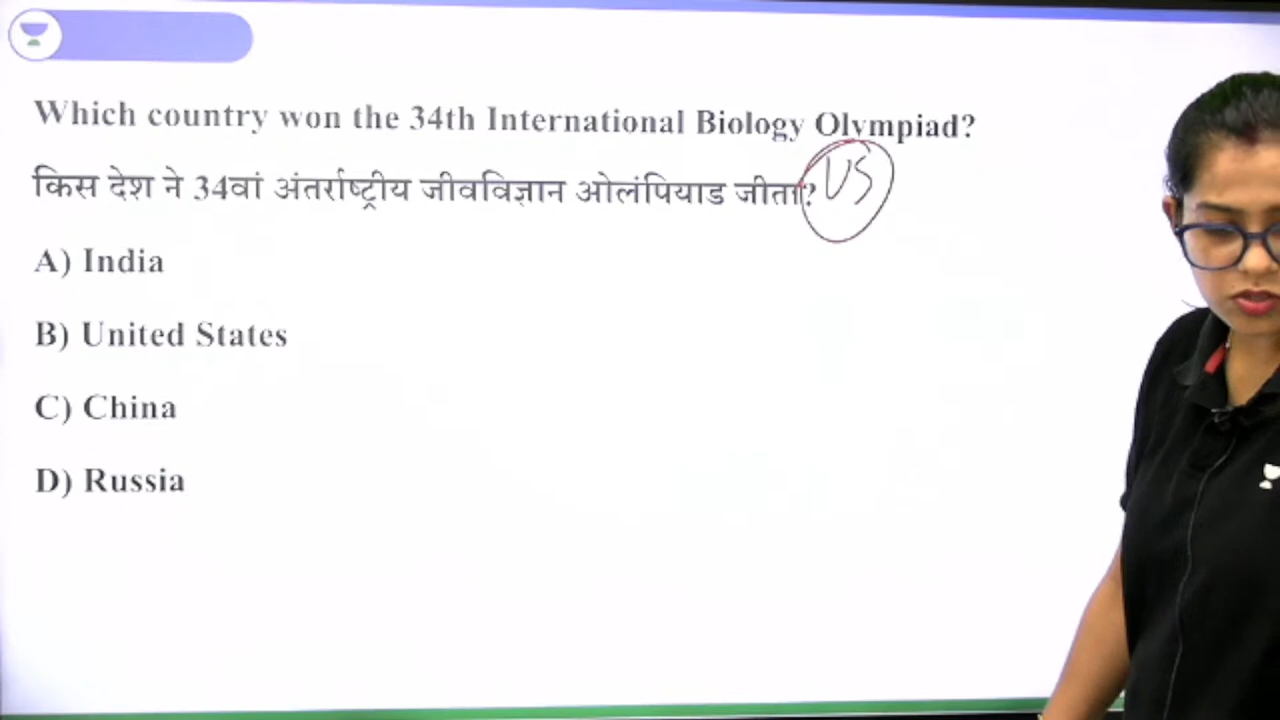 Which country won the 34th International Biology Olympiad?
किस देश ने 34वां अंतर्राष्ट्रीय जीवविज्ञान ओलंपियाड जीता?
US
A) India
B) United States
C) China
D) Russia